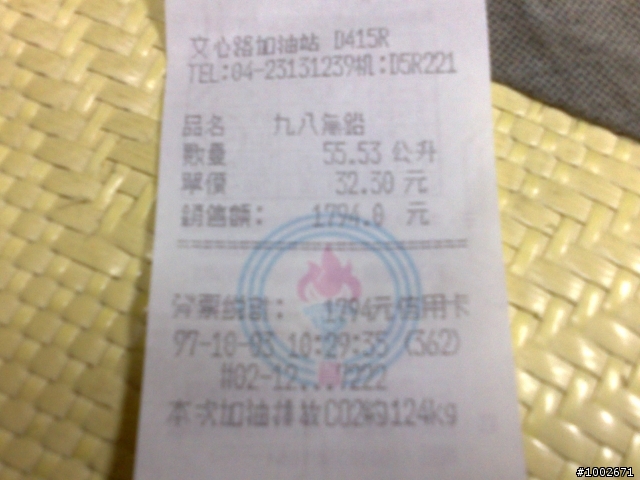 文心路加油站 D415R
TEL:04-23131239机:D5R221
品名 九八無鉛
數量 55.53 公升
單價 32.30 元
銷售額: 1794.0 元
發票總額: 1794元信用卡
97-10-03 10:29:35 (562)
本次加油排放CO2約124kg
#1002671